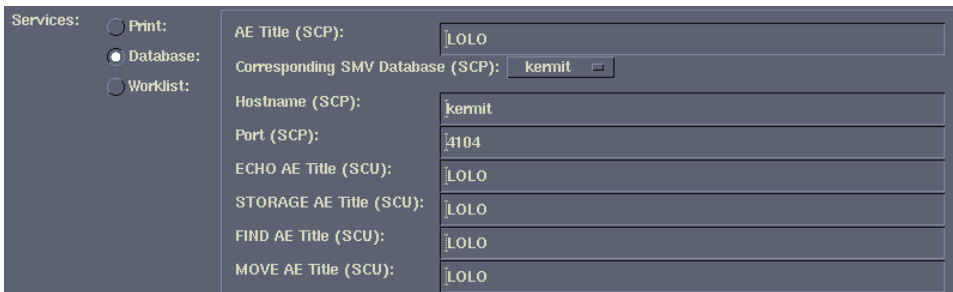 Services:
Print:
Database:
Worklist:
AE Title (SCP): LOLO
Corresponding SMV Database (SCP): kermit
Hostname (SCP): kermit
Port (SCP): 4104
ECHO AE Title (SCU): LOLO
STORAGE AE Title (SCU): LOLO
FIND AE Title (SCU): LOLO
MOVE AE Title (SCU): LOLO